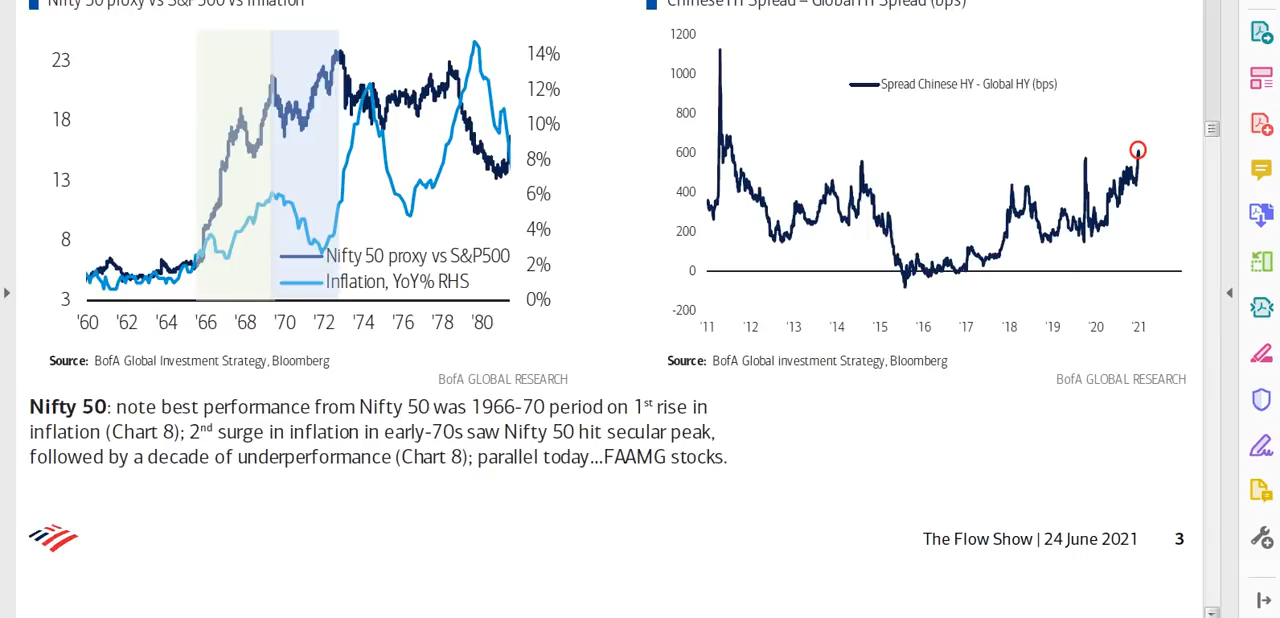 Nifty 50 proxy vs S&P500 vs Inflation
23
18
13
8
3
14%
12%
10%
8%
6%
4%
2%
0%
Nifty 50 proxy vs S&P500
Inflation, YoY% RHS
'60 '62 '64 '66 '68 '70 '72 '74 '76 '78 '80
Source: BofA Global Investment Strategy, Bloomberg
BofA GLOBAL RESEARCH
Chinese HY Spread – Global HY Spread (bps)
1200
1000
800
600
400
200
0
-200
Spread Chinese HY - Global HY (bps)
'11 '12 '13 '14 '15 '16 '17 '18 '19 '20 '21
Source: BofA Global investment Strategy, Bloomberg
BofA GLOBAL RESEARCH
Nifty 50: note best performance from Nifty 50 was 1966-70 period on 1st rise in
inflation (Chart 8); 2nd surge in inflation in early-70s saw Nifty 50 hit secular peak,
followed by a decade of underperformance (Chart 8); parallel today...FAAMG stocks.
The Flow Show | 24 June 2021 3